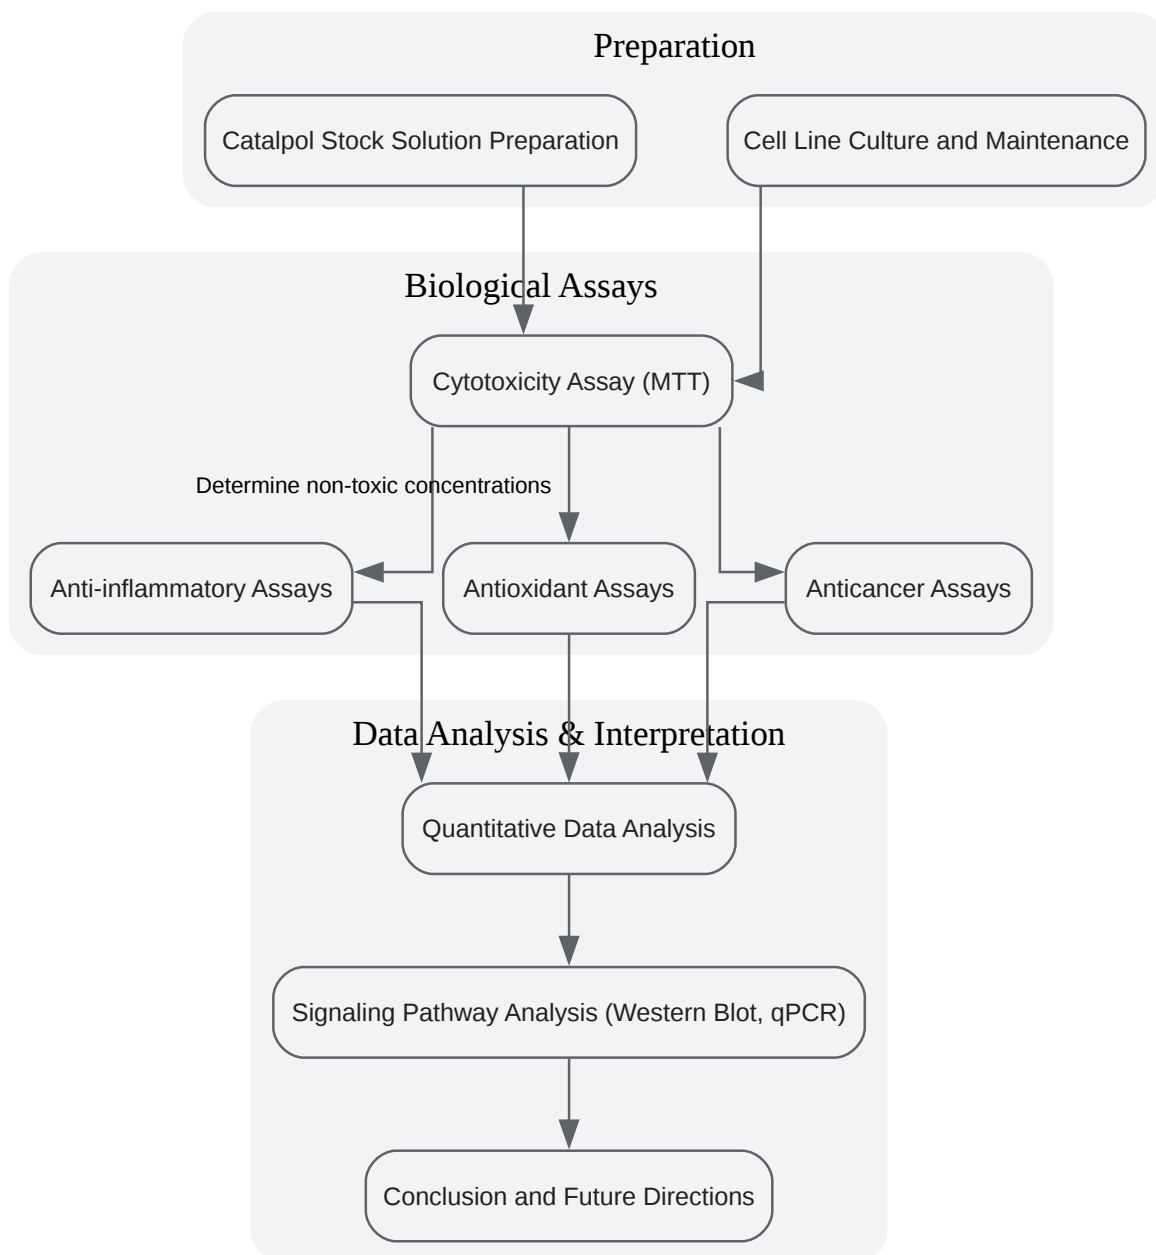 Preparation
Catalpol Stock Solution Preparation
Cell Line Culture and Maintenance
Biological Assays
Cytotoxicity Assay (MTT)
Determine non-toxic concentrations
Anti-inflammatory Assays
Antioxidant Assays
Anticancer Assays
Data Analysis & Interpretation
Quantitative Data Analysis
Signaling Pathway Analysis (Western Blot, qPCR)
Conclusion and Future Directions